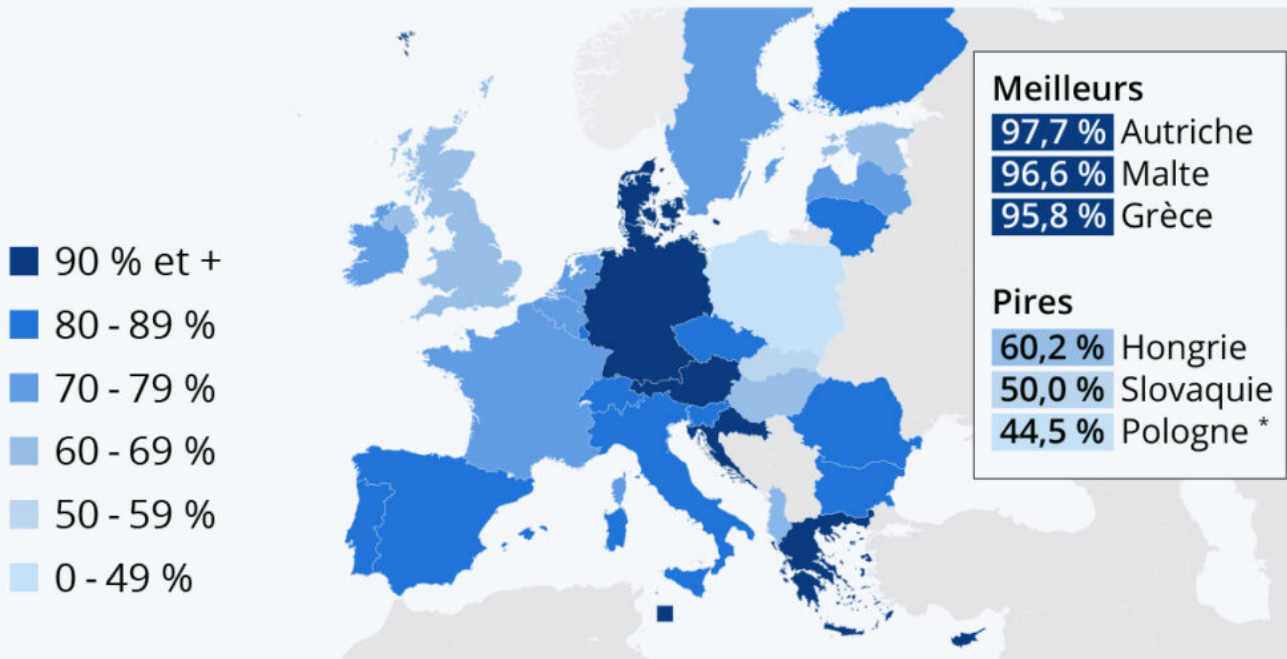 90 % et +
80 - 89 %
70 - 79 %
60 - 69 %
50 - 59 %
0 - 49 %
Meilleurs
97,7 % Autriche
96,6 % Malte
95,8 % Grèce
Pires
60,2 % Hongrie
50,0 % Slovaquie
44,5 % Pologne *